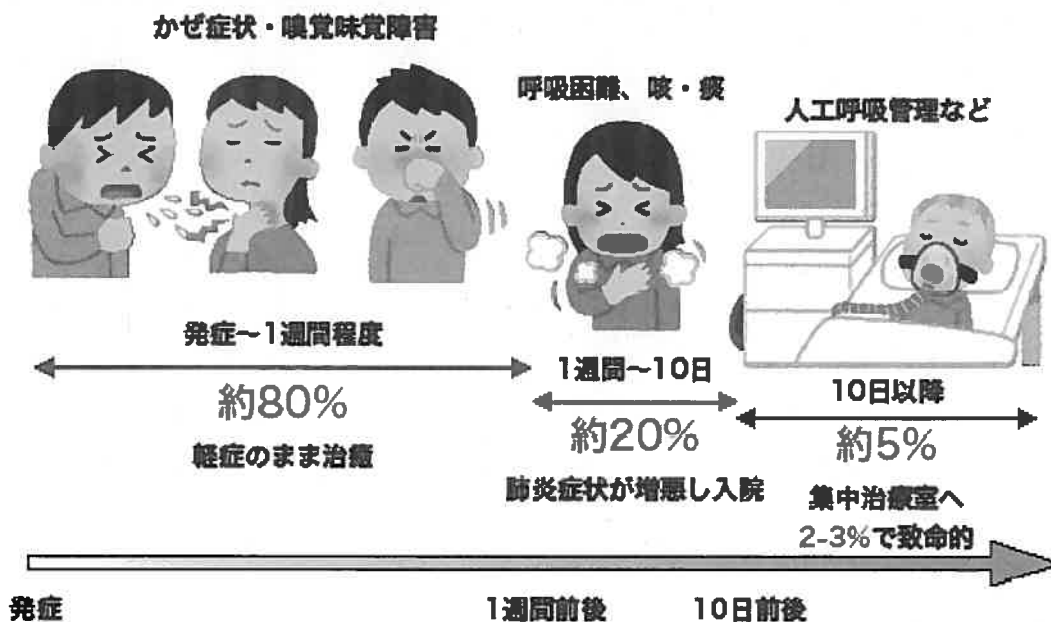 かぜ症状・嗅覚味覚障害
呼吸困難、咳・痰
人工呼吸管理など
発症～1週間程度
約80%
軽症のまま治癒
1週間～10日
約20%
肺炎症状が増悪し入院
10日以降
約5%
集中治療室へ
2-3%で致命的
発症
1週間前後
10日前後